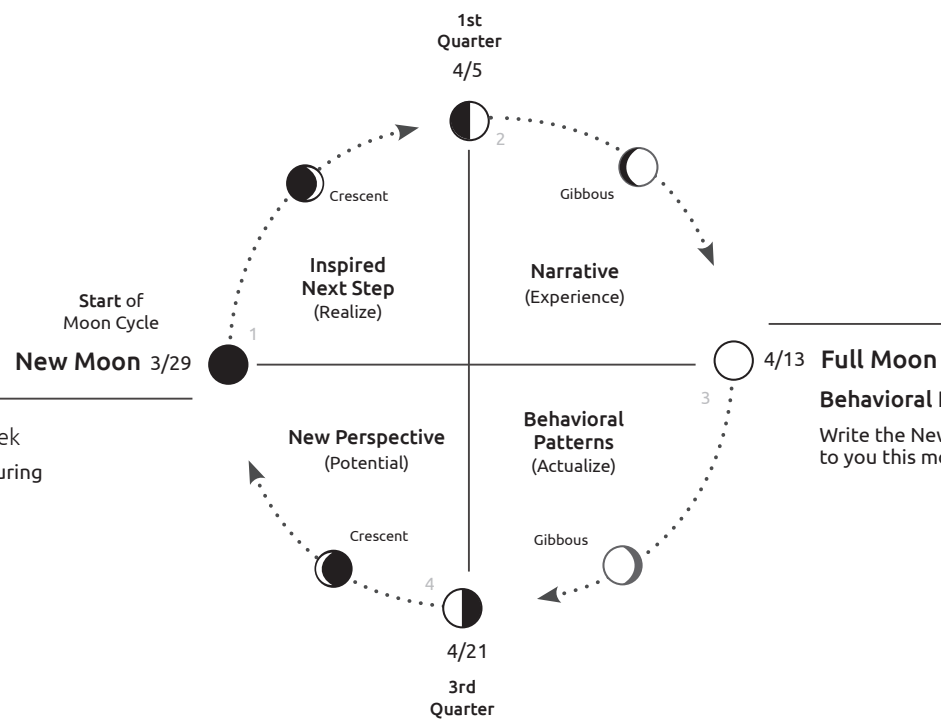 1st
Quarter
4/5
2
Crescent
Gibbous
Inspired
Next Step
(Realize)
Narrative
(Experience)
Start of
Moon Cycle
1
New Moon 3/29
4/13 Full Moon
3
Behavioral
Write the New
to you this
ek
uring
New Perspective
(Potential)
Behavioral
Patterns
(Actualize)
Crescent
Gibbous
4
4/21
3rd
Quarter